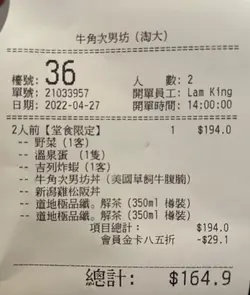 牛角次男坊 (淘大)
檯號: 36 人 數: 2
單號: 21033957 開單員工: Lam King
日期: 2022-04-27 開單時間: 14:00:00
2人前【堂食限定】 1 $194.0
-- 野菜 (1客)
-- 溫泉蛋 (1隻)
-- 吉列炸蝦 (1客)
-- 牛角次男坊丼 (美國草飼牛腹腩)
-- 新潟雞松阪丼
-- 道地極品鐵。解茶 (350ml 樽裝)
-- 道地極品鐵。解茶 (350ml 樽裝)
項目總計: $194.0
會員金卡八五折 -$29.1
總計: $164.9